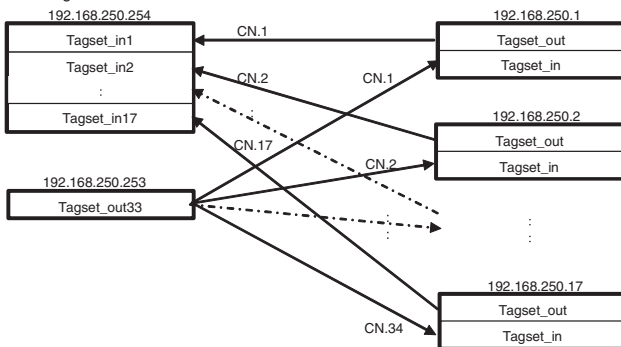 192.168.250.254
Tagset_in1
Tagset_in2
:
Tagset_in17
192.168.250.253
Tagset_out33
CN.1
CN.2
CN.17
CN.1
CN.2
CN.34
192.168.250.1
Tagset_out
Tagset_in
192.168.250.2
Tagset_out
Tagset_in
192.168.250.17
Tagset_out
Tagset_in